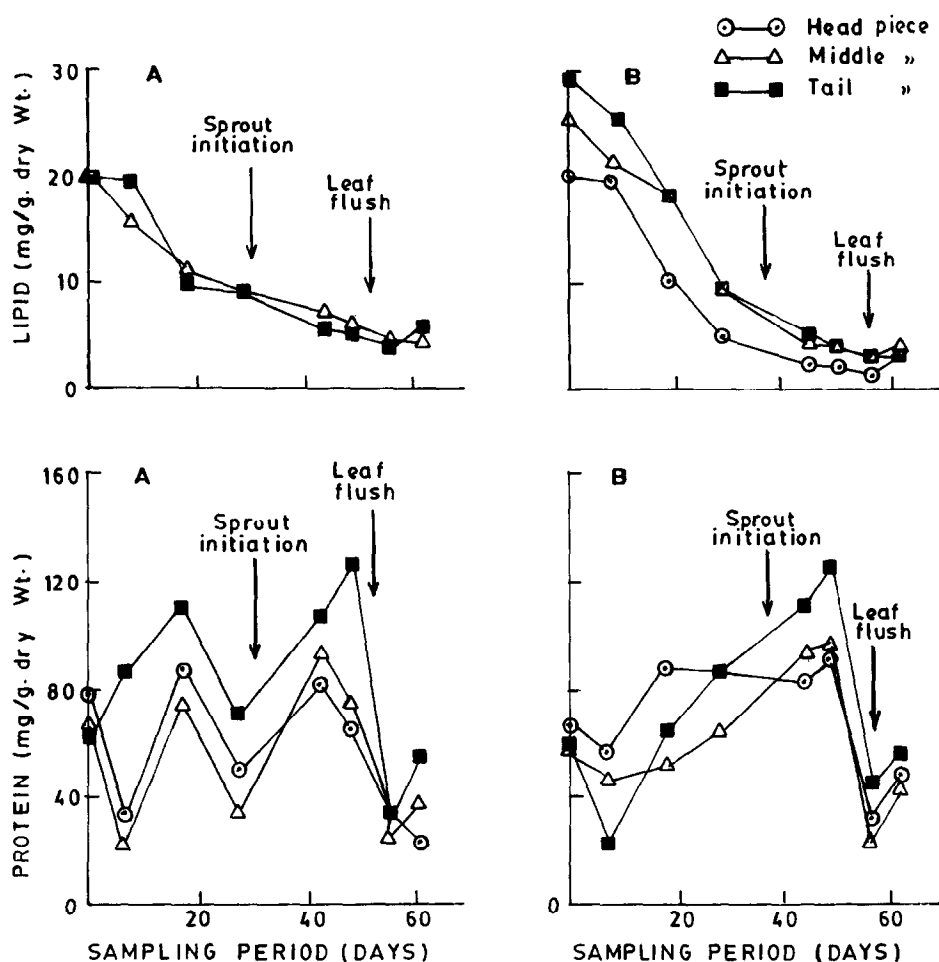 Head piece
Middle „
Tail „
30
20
10
0
LIPID (mg/g. dry Wt.)
A
Sprout
initiation
Leaf
flush
B
Sprout
initiation
Leaf
flush
160
120
80
40
0
PROTEIN (mg/g. dry Wt.)
A
Sprout
initiation
Leaf
flush
20
40
60
SAMPLING PERIOD (DAYS)
B
Sprout
initiation
Leaf
flush
0
20
40
60
SAMPLING PERIOD (DAYS)